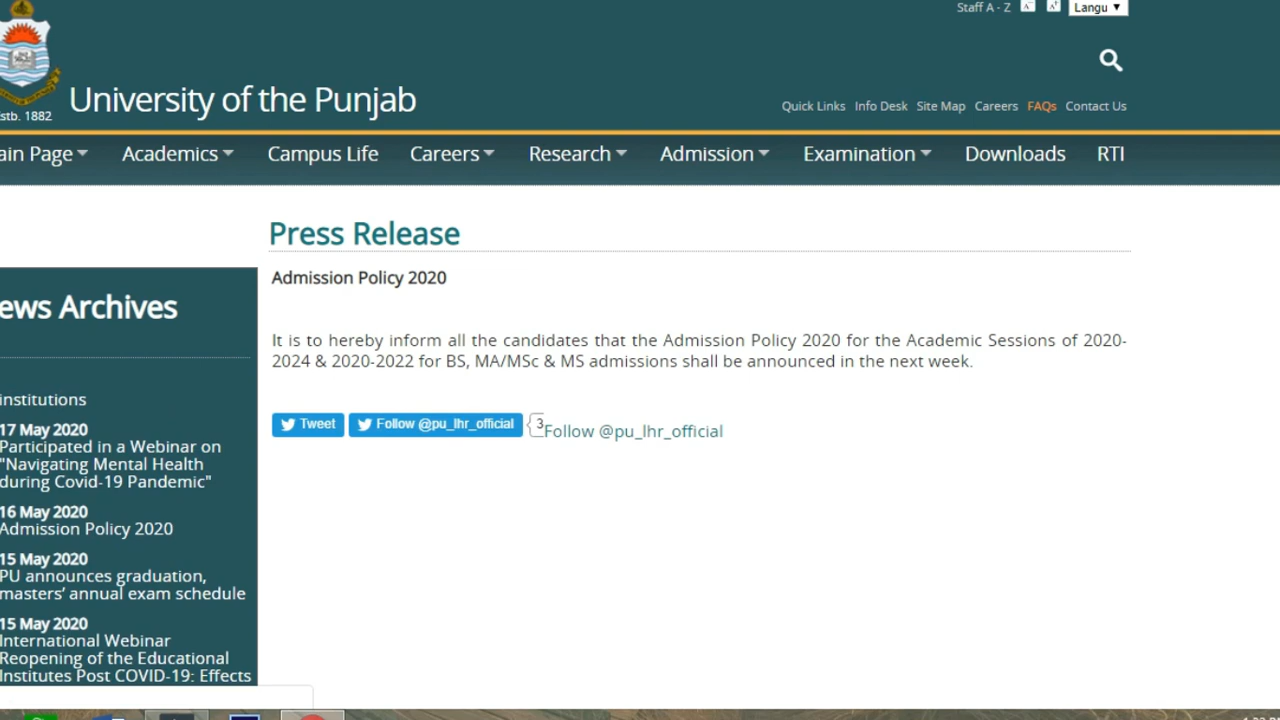 Staff A - Z A- A+ Langu
University of the Punjab
Estb. 1882
Quick Links Info Desk Site Map Careers FAQs Contact Us
ain Page Academics Campus Life Careers Research Admission Examination Downloads RTI
Press Release
Admission Policy 2020
ews Archives
It is to hereby inform all the candidates that the Admission Policy 2020 for the Academic Sessions of 2020-
2024 & 2020-2022 for BS, MA/MSc & MS admissions shall be announced in the next week.
Tweet Follow @pu_lhr_official 3 Follow @pu_lhr_official
institutions
17 May 2020
Participated in a Webinar on
"Navigating Mental Health
during Covid-19 Pandemic"
16 May 2020
Admission Policy 2020
15 May 2020
PU announces graduation,
masters’ annual exam schedule
15 May 2020
International Webinar
Reopening of the Educational
Institutes Post COVID-19: Effects